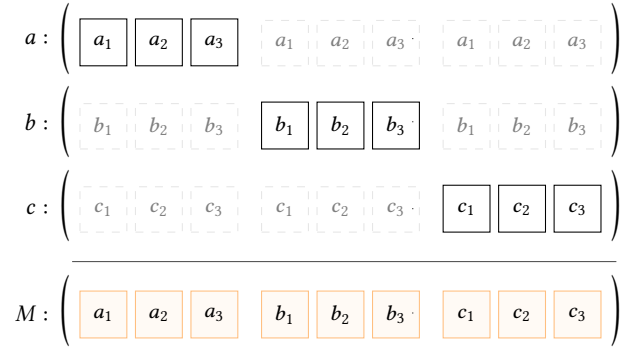 a : ( a₁ a₂ a₃ a₁ a₂ a₃ a₁ a₂ a₃ )
b : ( b₁ b₂ b₃ b₁ b₂ b₃ b₁ b₂ b₃ )
c : ( c₁ c₂ c₃ c₁ c₂ c₃ c₁ c₂ c₃ )
M : ( a₁ a₂ a₃ b₁ b₂ b₃ c₁ c₂ c₃ )